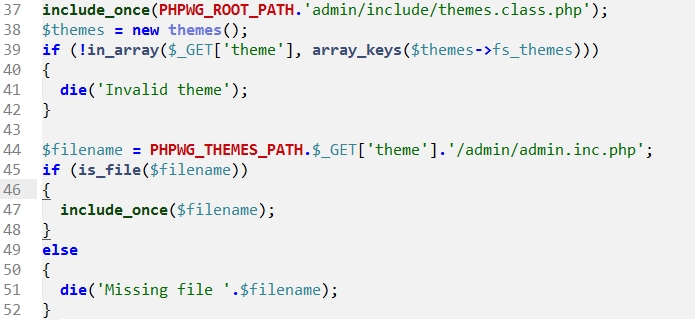 37 include_once(PHPWG_ROOT_PATH.'admin/include/themes.class.php');
38 $themes = new themes();
39 if (!in_array($_GET['theme'], array_keys($themes->fs_themes)))
40 {
41   die('Invalid theme');
42 }
43
44 $filename = PHPWG_THEMES_PATH.$_GET['theme'].'/admin/admin.inc.php';
45 if (is_file($filename))
46 {
47   include_once($filename);
48 }
49 else
50 {
51   die('Missing file '.$filename);
52 }